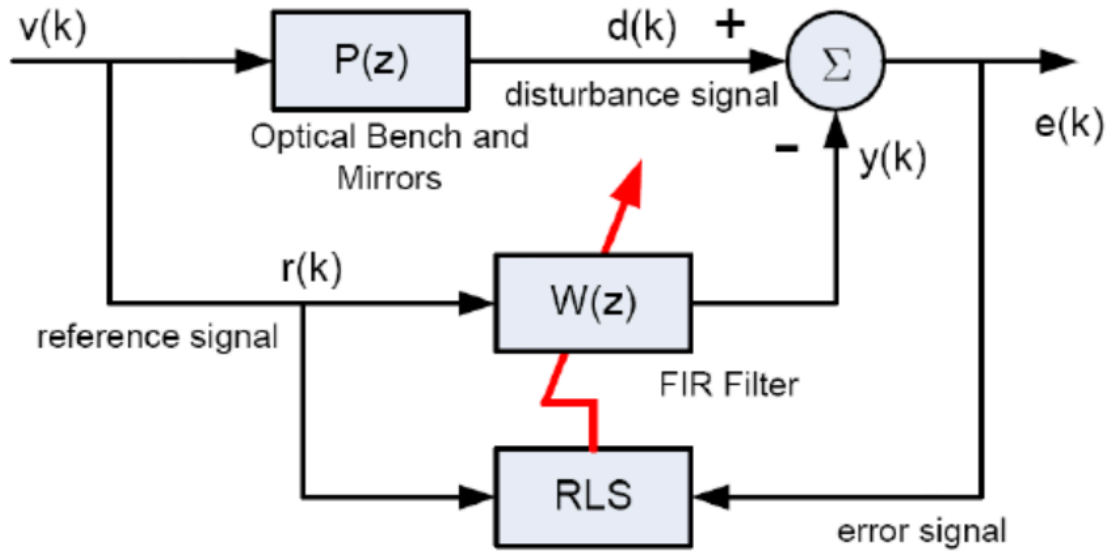 v(k)
P(z)
d(k)
+
Σ
disturbance signal
e(k)
Optical Bench and
Mirrors
-
y(k)
r(k)
W(z)
reference signal
FIR Filter
RLS
error signal